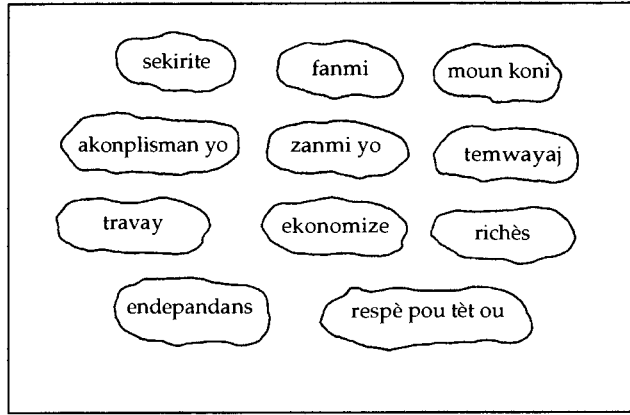 sekirite
fanmi
moun koni
akonplisman yo
zanmi yo
temwayaj
travay
ekonomize
richès
endepandans
respè pou tèt ou